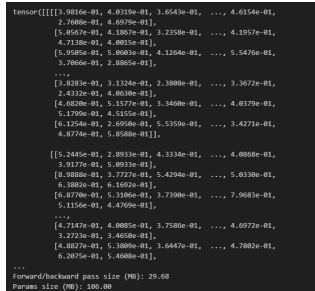 tensor([[[[3.9816e-01, 4.0319e-01, 3.6543e-01, ..., 4.6154e-01,
2.7608e-01, 4.6979e-01],
[5.0567e-01, 4.1867e-01, 3.2358e-01, ..., 4.1957e-01,
4.7138e-01, 4.0015e-01],
[5.9505e-01, 5.0603e-01, 4.1264e-01, ..., 5.5476e-01,
3.7066e-01, 2.8865e-01],
...,
[3.8283e-01, 3.1324e-01, 2.3808e-01, ..., 3.3672e-01,
2.4332e-01, 4.0630e-01],
[4.6820e-01, 5.1577e-01, 3.3460e-01, ..., 4.0379e-01,
5.1799e-01, 4.5155e-01],
[6.1254e-01, 2.6950e-01, 5.5359e-01, ..., 3.4271e-01,
4.8774e-01, 5.8588e-01]],
[[5.2445e-01, 2.8933e-01, 4.3334e-01, ..., 4.0868e-01,
3.9177e-01, 5.0933e-01],
[8.9888e-01, 3.7727e-01, 5.4294e-01, ..., 5.0330e-01,
6.3802e-01, 6.1692e-01],
[6.8770e-01, 5.3106e-01, 3.7390e-01, ..., 7.9683e-01,
5.1156e-01, 4.4769e-01],
...,
[4.7147e-01, 4.0085e-01, 3.7586e-01, ..., 4.6972e-01,
3.2723e-01, 3.4650e-01],
[4.8827e-01, 5.3809e-01, 3.6447e-01, ..., 4.7802e-01,
6.2075e-01, 5.4608e-01],
...
Forward/backward pass size (MB): 29.68
Params size (MB): 106.00